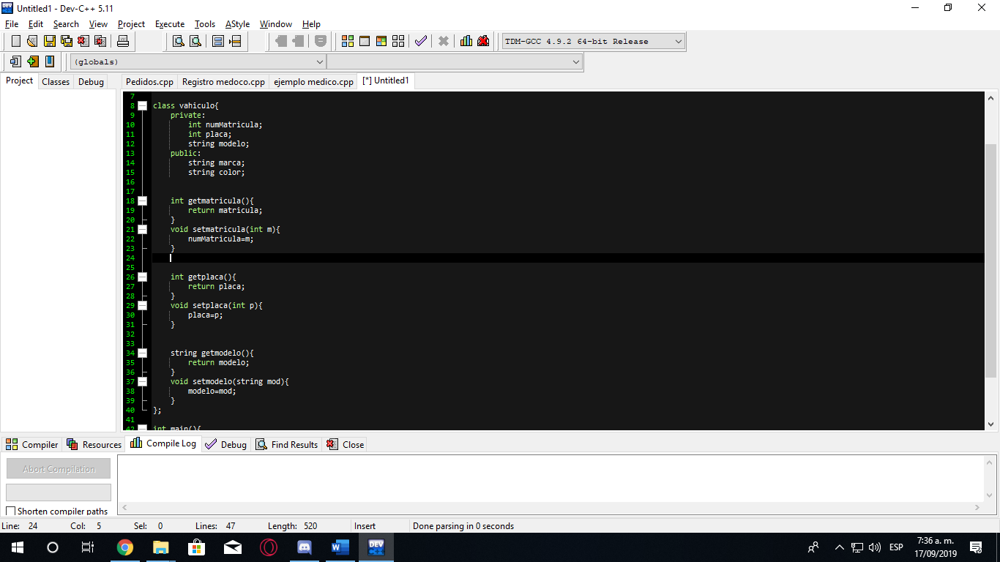 Untitled1 - Dev-C++ 5.11
File Edit Search View Project Execute Tools AStyle Window Help
TDM-GCC 4.9.2 64-bit Release
(globals)
Project Classes Debug Pedidos.cpp Registro medoco.cpp ejemplo medico.cpp [*] Untitled1
7
8 class vahiculo{
9 private:
10 int numMatricula;
11 int placa;
12 string modelo;
13 public:
14 string marca;
15 string color;
16
17
18 int getmatricula(){
19 return matricula;
20 }
21 void setmatricula(int m){
22 numMatricula=m;
23 }
24
25
26 int getplaca(){
27 return placa;
28 }
29 void setplaca(int p){
30 placa=p;
31 }
32
33
34 string getmodelo(){
35 return modelo;
36 }
37 void setmodelo(string mod){
38 modelo=mod;
39 }
40 };
41
42 int main(){
Compiler Resources Compile Log Debug Find Results Close
Abort Compilation
Shorten compiler paths
Line: 24 Col: 5 Sel: 0 Lines: 47 Length: 520 Insert Done parsing in 0 seconds
DEV
ESP
7:36 a. m.
17/09/2019